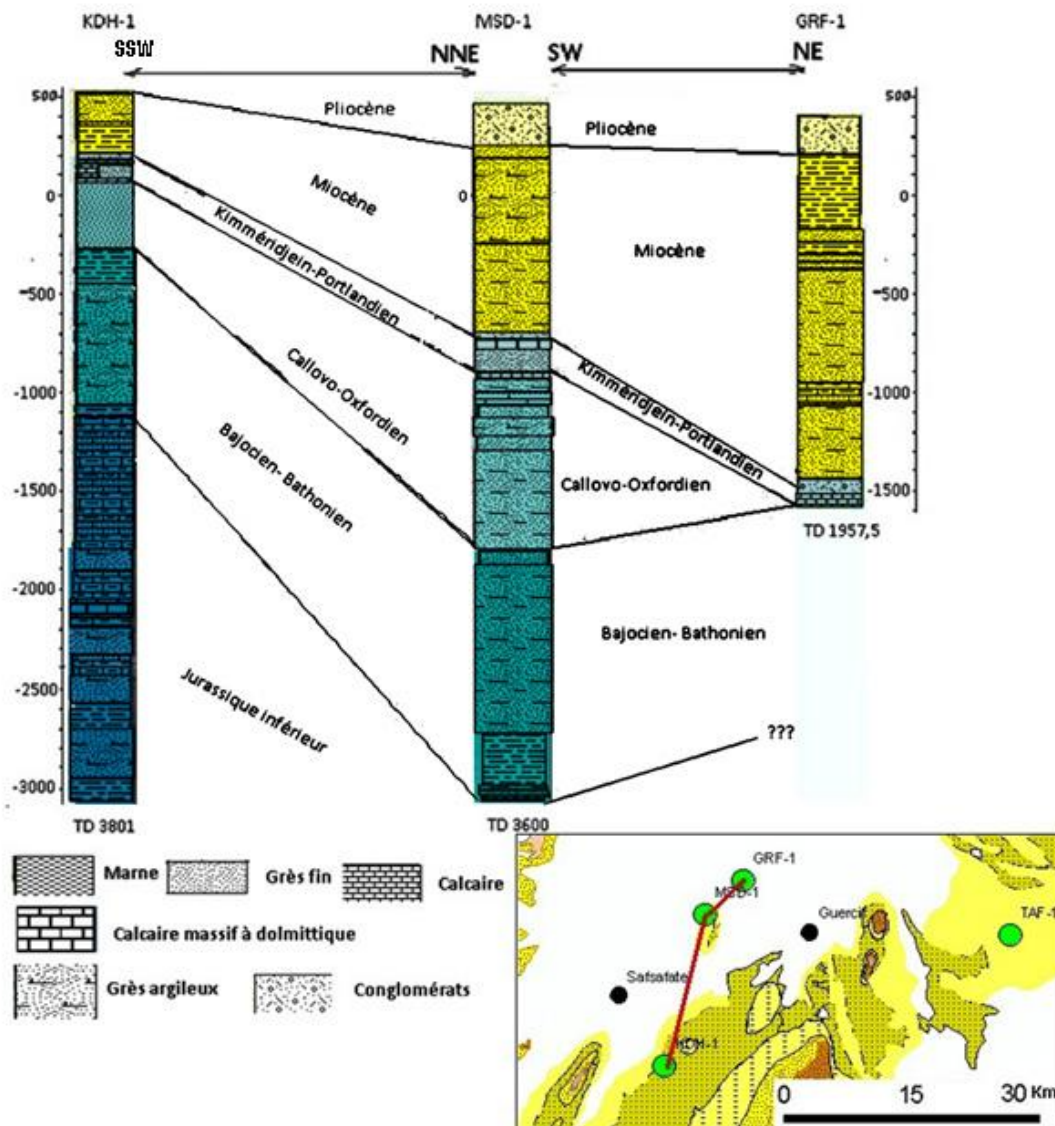 KDH-1
MSD-1
GRF-1
SSW
NNE
SW
NE
500
0
-500
-1000
-1500
-2000
-2500
-3000
0
500
0
-500
-1000
-1500
Pliocène
Pliocène
Miocène
Miocène
Kimméridjein-Portlandien
Kimméridjein-Portlandien
Callovo-Oxfordien
Callovo-Oxfordien
Bajocien- Bathonien
Bajocien- Bathonien
Jurassique inférieur
???
TD 1957,5
TD 3801
TD 3600
Marne
Grès fin
Calcaire
Calcaire massif à dolmittique
Grès argileux
Conglomérats
GRF-1
MSD-1
Guercif
TAF-1
Safsafate
KDH-1
0 15 30 Km